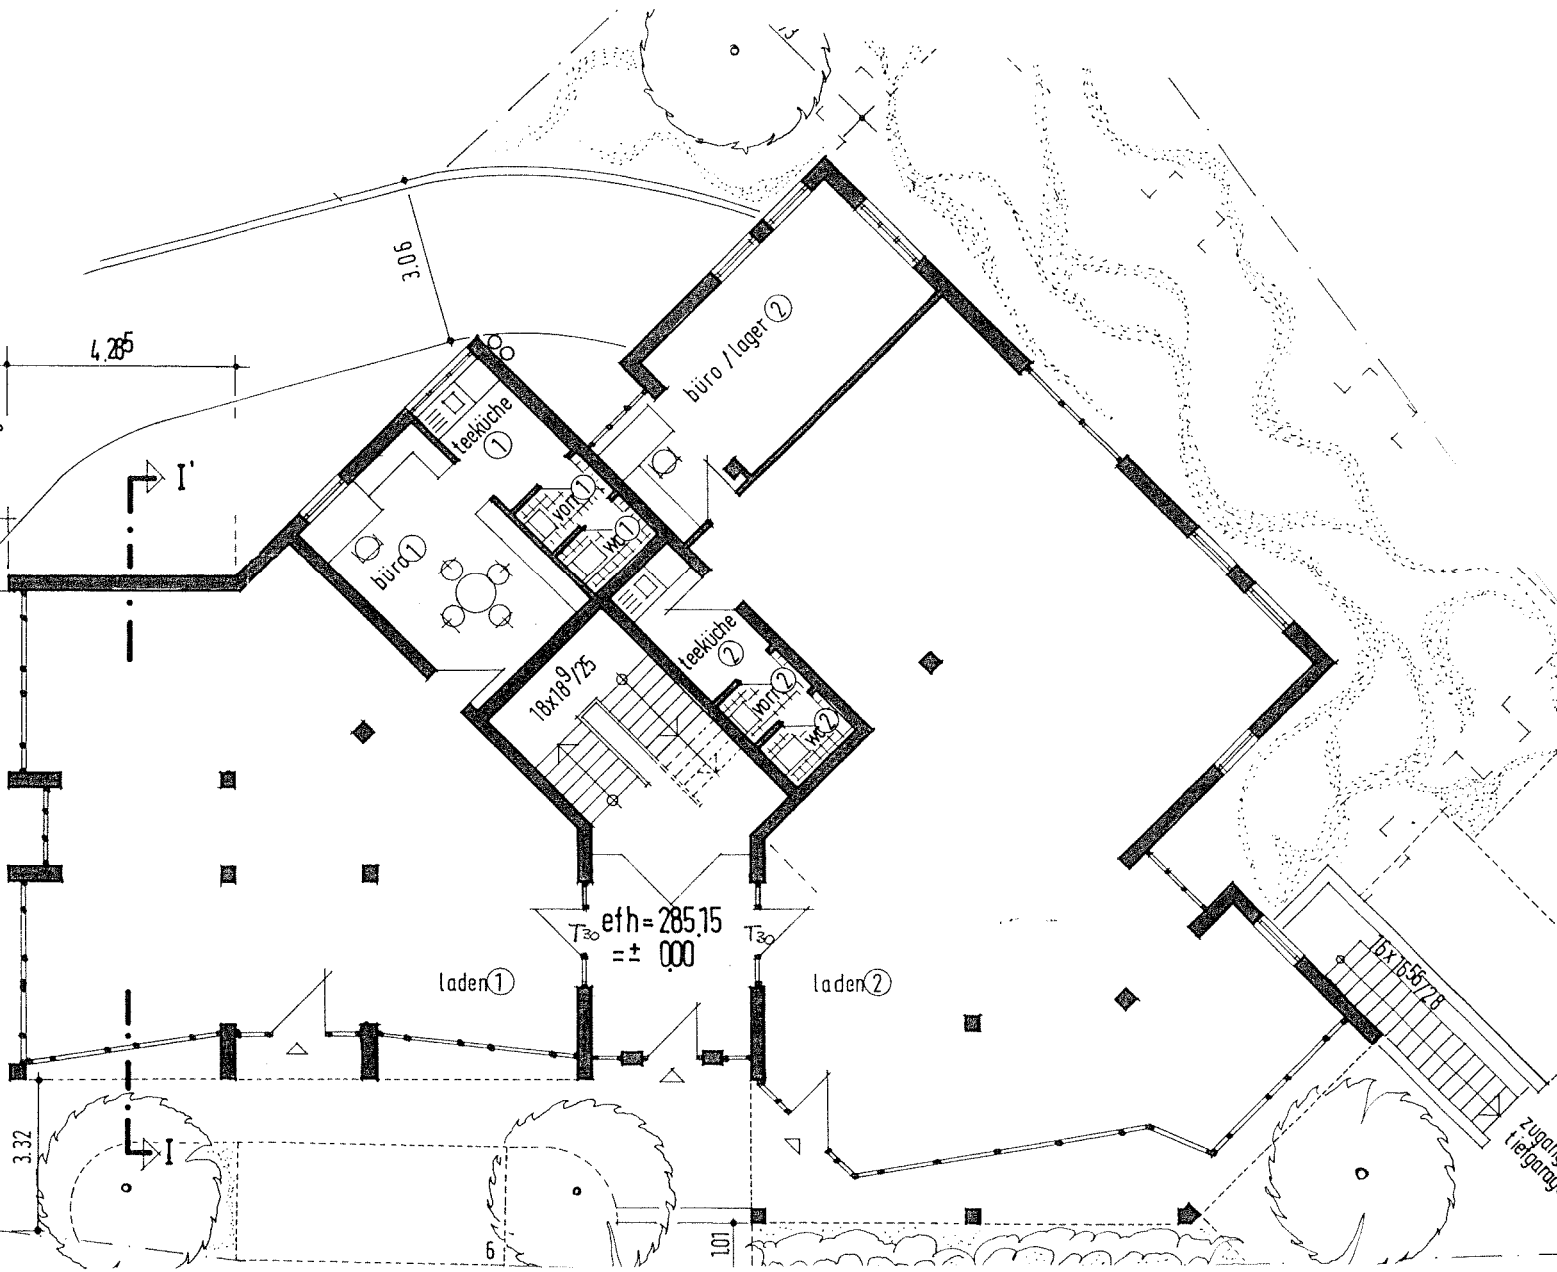 3.06
4.28⁵
büro / lager 2
teeküche 1
I'
vorr. 1
wc 1
büro 1
teeküche 2
18x18⁹/25
vorr. 2
wc 2
T30
efh = 285,15
= ± 0,00
T30
laden 1
laden 2
16 x 16⁵⁶/28
3.32
I
zugang
tiefgarage
6
1.01